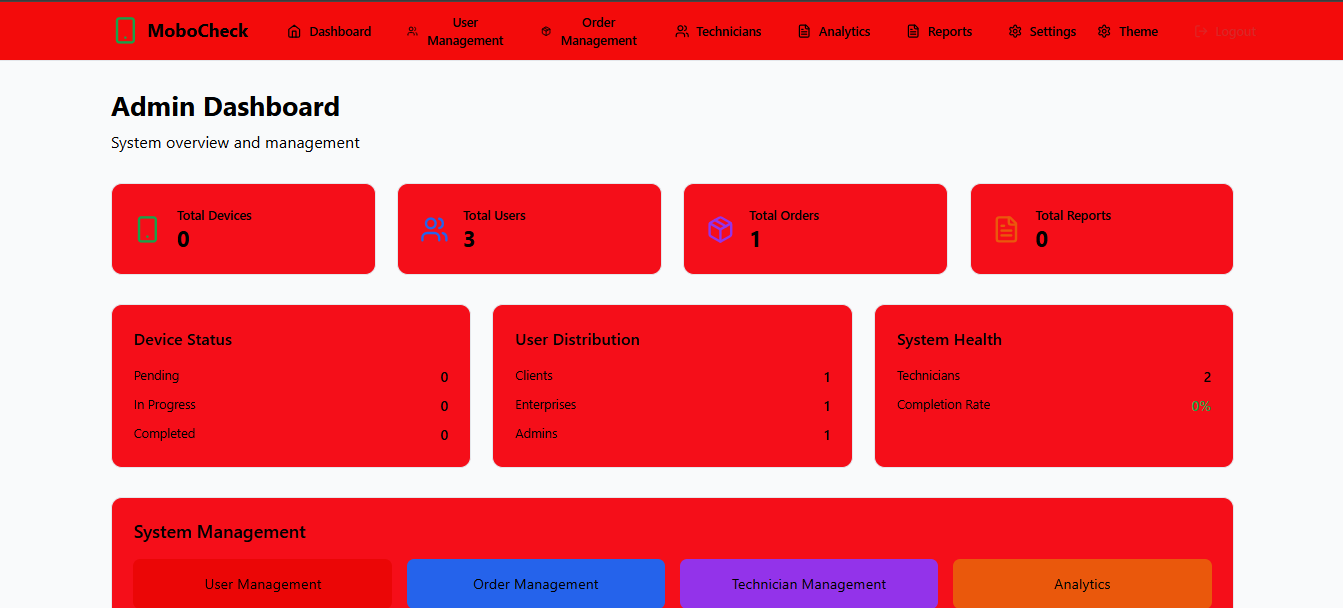 MoboCheck
Dashboard
User
Management
Order
Management
Technicians
Analytics
Reports
Settings
Theme
Logout
Admin Dashboard
System overview and management
Total Devices
0
Total Users
3
Total Orders
1
Total Reports
0
Device Status
Pending 0
In Progress 0
Completed 0
User Distribution
Clients 1
Enterprises 1
Admins 1
System Health
Technicians 2
Completion Rate 0%
System Management
User Management
Order Management
Technician Management
Analytics